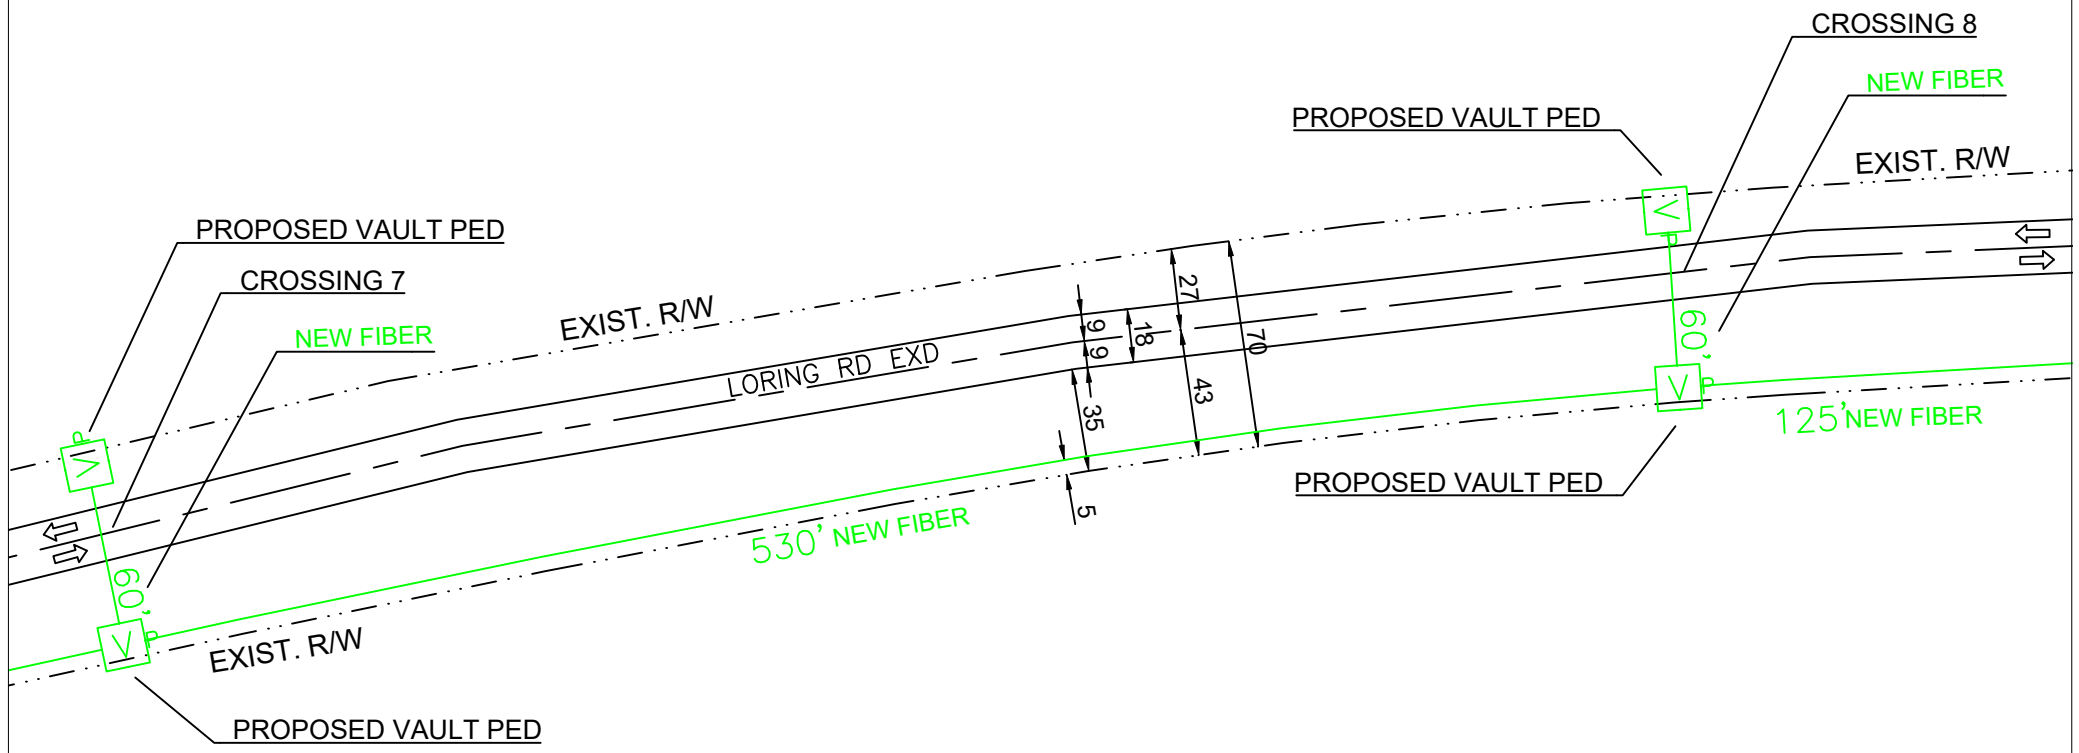 CROSSING 8
NEW FIBER
PROPOSED VAULT PED
EXIST. R/W
V
P
PROPOSED VAULT PED
CROSSING 7
NEW FIBER
EXIST. R/W
27
9
18
9
70
LORING RD EXD
60'
43
35
V
P
125' NEW FIBER
P
V
PROPOSED VAULT PED
5
530' NEW FIBER
60'
V
P
EXIST. R/W
PROPOSED VAULT PED